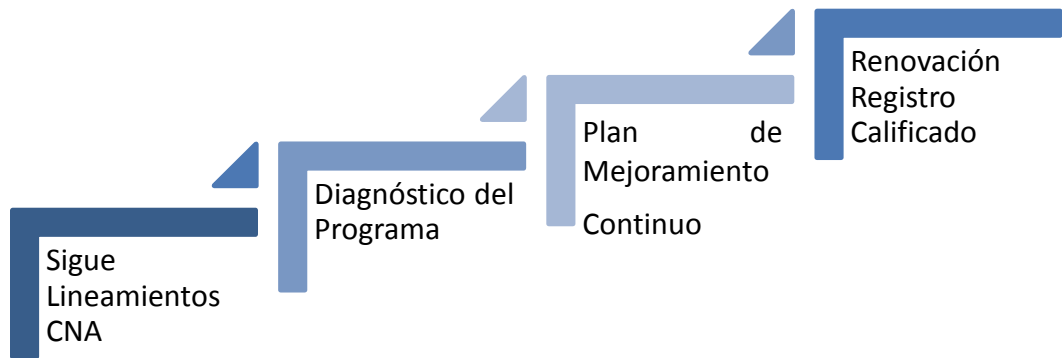 Sigue
Lineamientos
CNA
Diagnóstico del
Programa
Plan de
Mejoramiento
Continuo
Renovación
Registro
Calificado